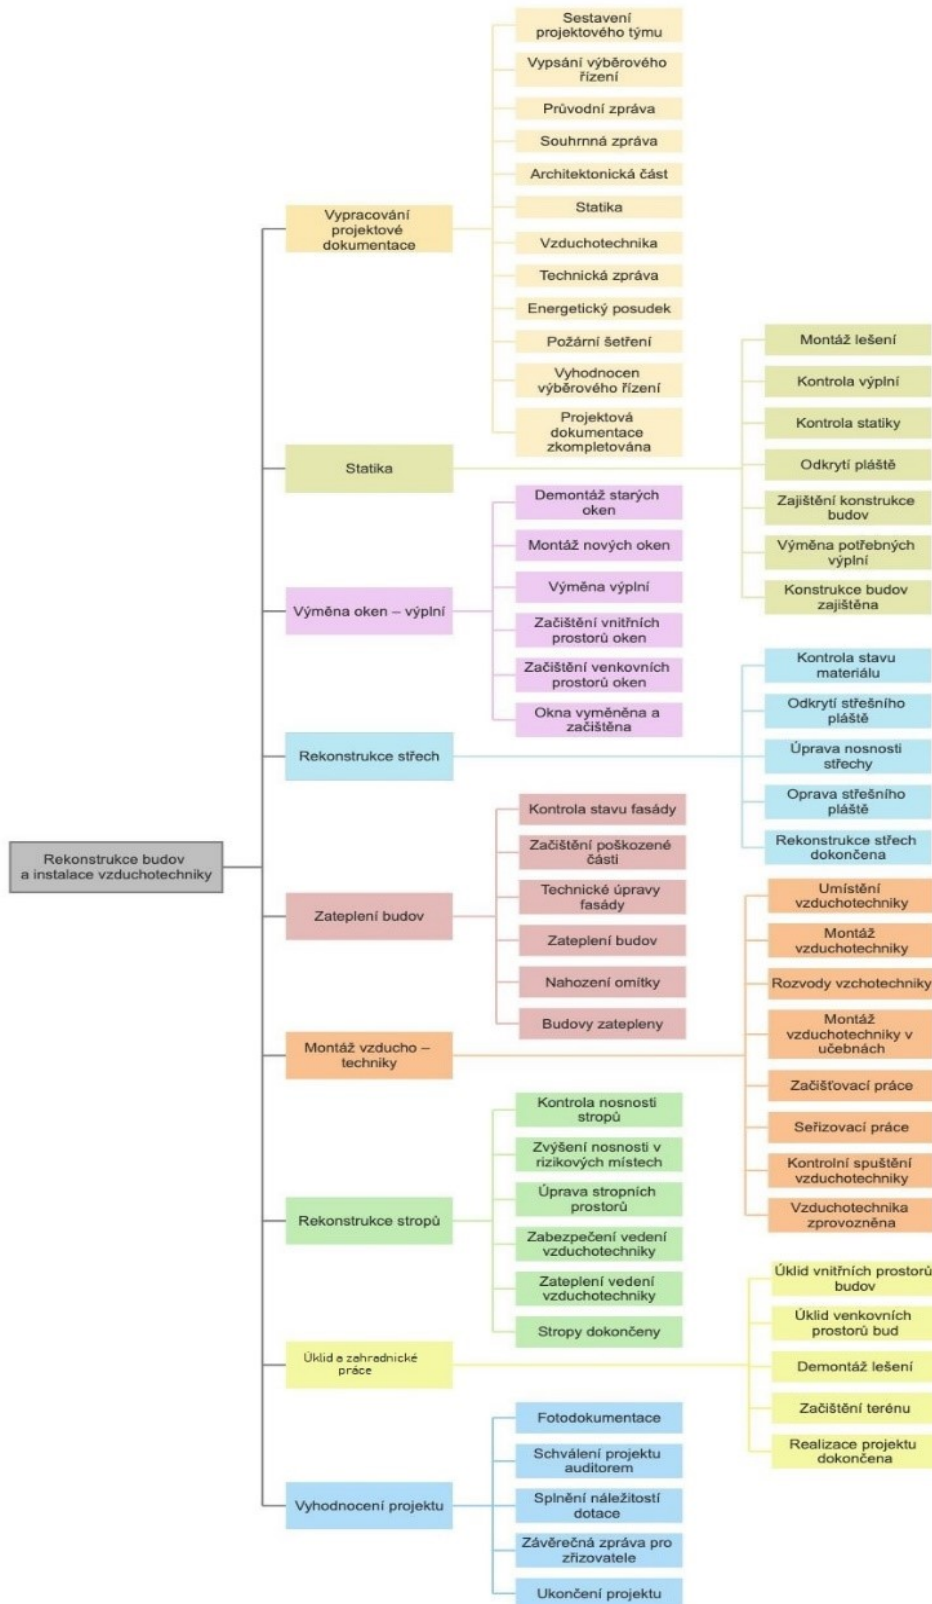 Rekonstrukce budov
a instalace vzduchotechniky
Vypracování
projektové
dokumentace
Sestavení
projektového týmu
Vypsání výběrového
řízení
Průvodní zpráva
Souhrnná zpráva
Architektonická část
Statika
Vzduchotechnika
Technická zpráva
Energetický posudek
Požární šetření
Vyhodnocen
výběrového řízení
Projektová
dokumentace
zkompletována
Statika
Montáž lešení
Kontrola výplní
Kontrola statiky
Odkrytí pláště
Zajištění konstrukce
budov
Výměna potřebných
výplní
Konstrukce budov
zajištěna
Výměna oken – výplní
Demontáž starých
oken
Montáž nových oken
Výměna výplní
Začištění vnitřních
prostorů oken
Začištění venkovních
prostorů oken
Okna vyměněna a
začištěna
Rekonstrukce střech
Kontrola stavu
materiálu
Odkrytí střešního
pláště
Úprava nosnosti
střechy
Oprava střešního
pláště
Rekonstrukce střech
dokončena
Zateplení budov
Kontrola stavu fasády
Začištění poškozené
části
Technické úpravy
fasády
Zateplení budov
Nahození omítky
Budovy zatepleny
Montáž vzducho –
techniky
Umístění
vzduchotechniky
Montáž
vzduchotechniky
Rozvody vzchotechniky
Montáž
vzduchotechniky v
učebnách
Začišťovací práce
Seřizovací práce
Kontrolní spuštění
vzduchotechniky
Vzduchotechnika
zprovozněna
Rekonstrukce stropů
Kontrola nosnosti
stropů
Zvýšení nosnosti v
rizikových místech
Úprava stropních
prostorů
Zabezpečení vedení
vzduchotechniky
Zateplení vedení
vzduchotechniky
Stropy dokončeny
Úklid a zahradnické
práce
Úklid vnitřních prostorů
budov
Úklid venkovních
prostorů bud
Demontáž lešení
Začištění terénu
Realizace projektu
dokončena
Vyhodnocení projektu
Fotodokumentace
Schválení projektu
auditorem
Splnění náležitostí
dotace
Závěrečná zpráva pro
zřizovatele
Ukončení projektu